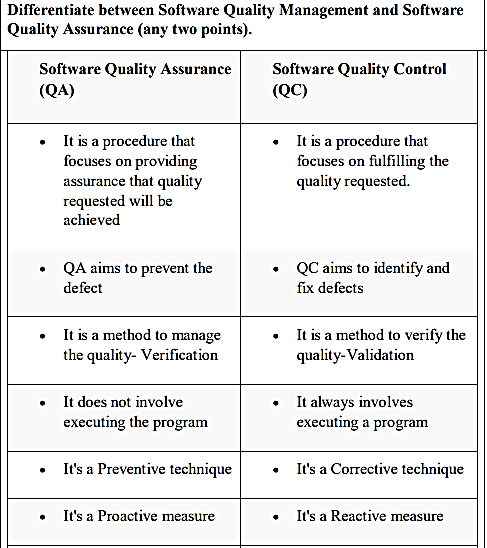 Differentiate between Software Quality Management and Software
Quality Assurance (any two points).
Software Quality Assurance
(QA)
Software Quality Control
(QC)
• It is a procedure that
focuses on providing
assurance that quality
requested will be
achieved
• It is a procedure that
focuses on fulfilling the
quality requested.
• QA aims to prevent the
defect
• QC aims to identify and
fix defects
• It is a method to manage
the quality- Verification
• It is a method to verify the
quality-Validation
• It does not involve
executing the program
• It always involves
executing a program
• It's a Preventive technique
• It's a Corrective technique
• It's a Proactive measure
• It's a Reactive measure